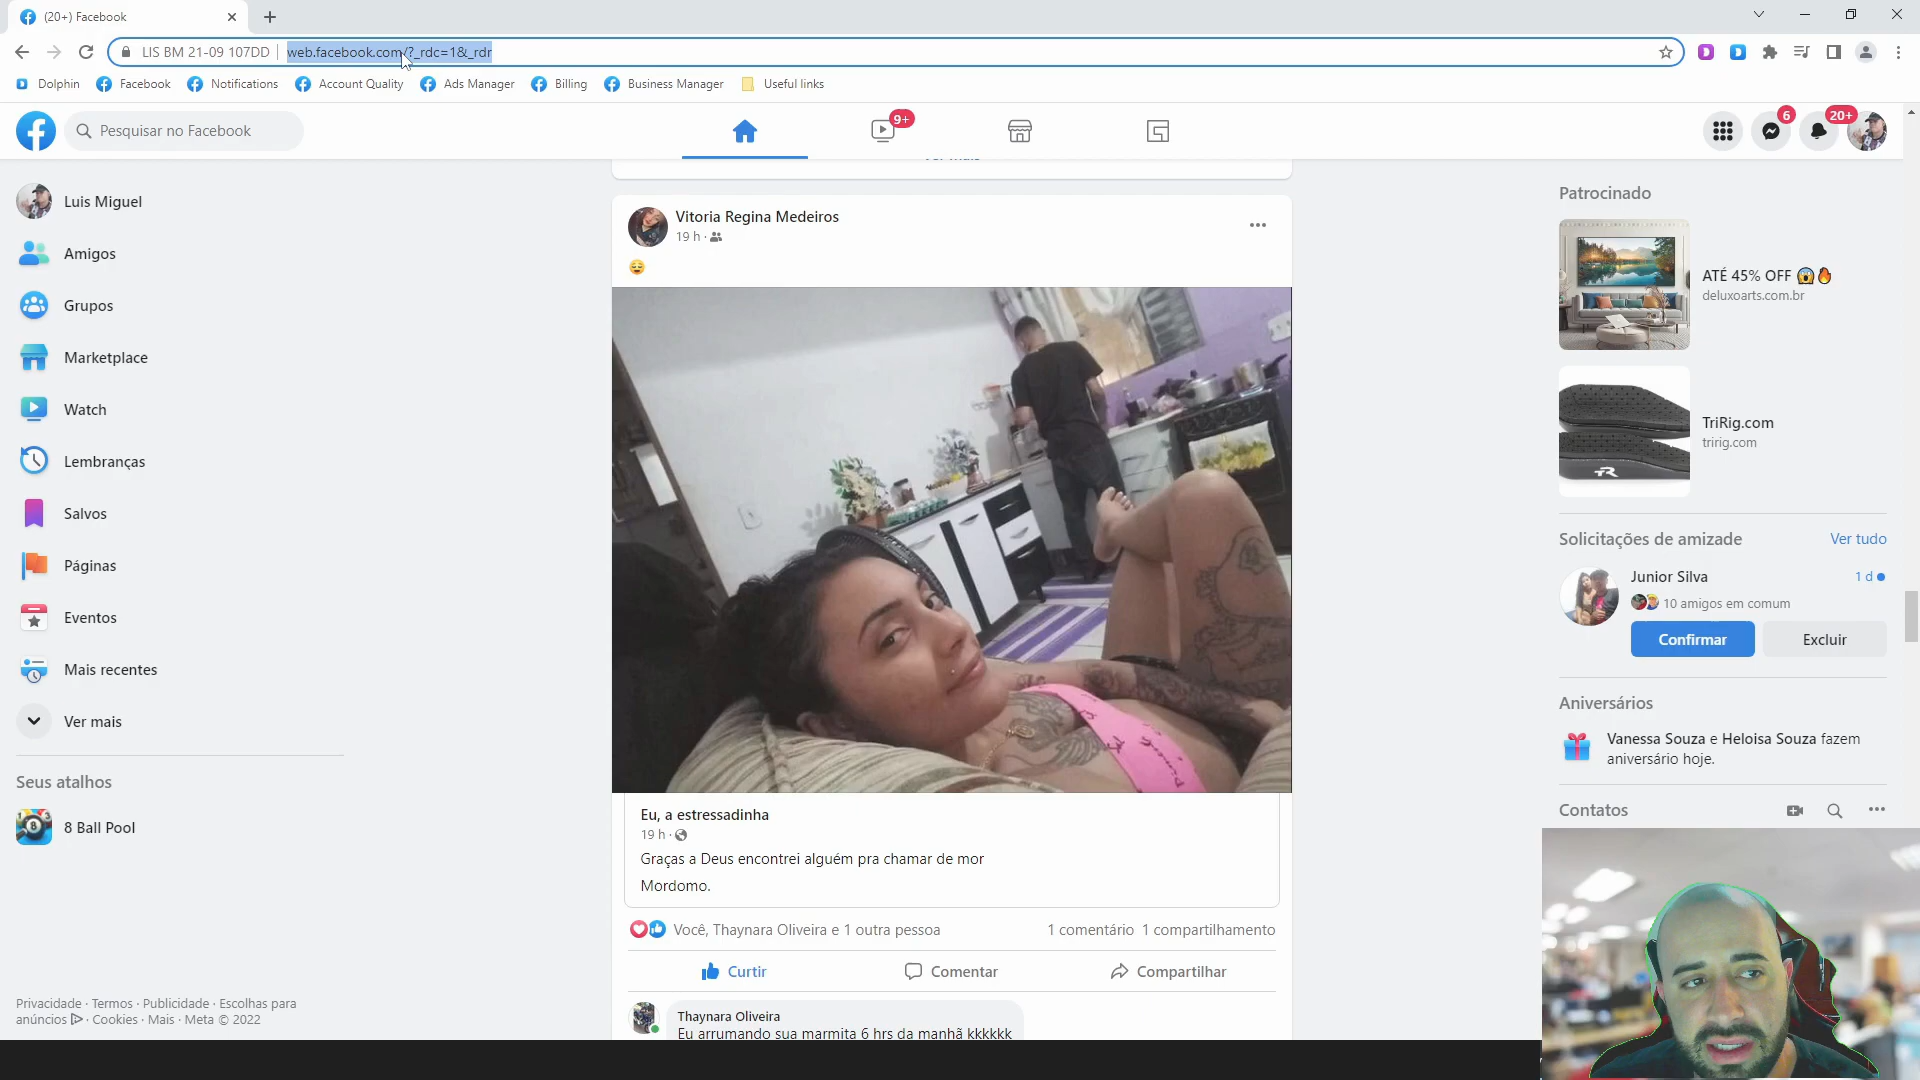 (20+) Facebook
LIS BM 21-09 107DD
web.facebook.com/?_rdc=1&_rdr
Dolphin
Facebook
Notifications
Account Quality
Ads Manager
Billing
Business Manager
Useful links
Pesquisar no Facebook
9+
6
20+
Luis Miguel
Amigos
Grupos
Marketplace
Watch
Lembranças
Salvos
Páginas
Eventos
Mais recentes
Ver mais
Seus atalhos
8 Ball Pool
Privacidade · Termos · Publicidade · Escolhas para
anúncios · Cookies · Mais · Meta © 2022
Vitoria Regina Medeiros
19 h ·
Eu, a estressadinha
19 h ·
Graças a Deus encontrei alguém pra chamar de mor
Mordomo.
Você, Thaynara Oliveira e 1 outra pessoa
1 comentário 1 compartilhamento
Curtir
Comentar
Compartilhar
Thaynara Oliveira
Eu arrumando sua marmita 6 hrs da manhã kkkkkk
Patrocinado
ATÉ 45% OFF 😱🔥
deluxoarts.com.br
TriRig.com
tririg.com
Solicitações de amizade
Ver tudo
Junior Silva
1 d
10 amigos em comum
Confirmar
Excluir
Aniversários
Vanessa Souza e Heloisa Souza fazem
aniversário hoje.
Contatos